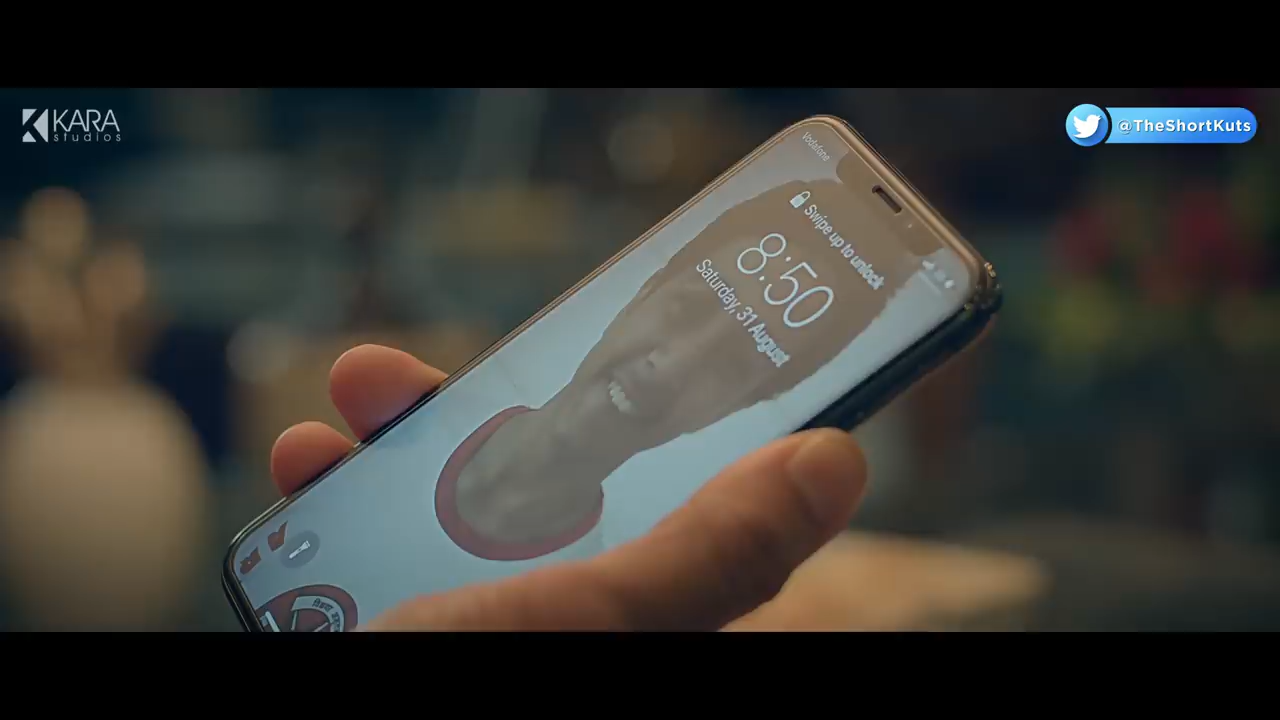 KARA
studios
@TheShortKuts
Vodafone
Swipe up to unlock
8:50
Saturday, 31 August